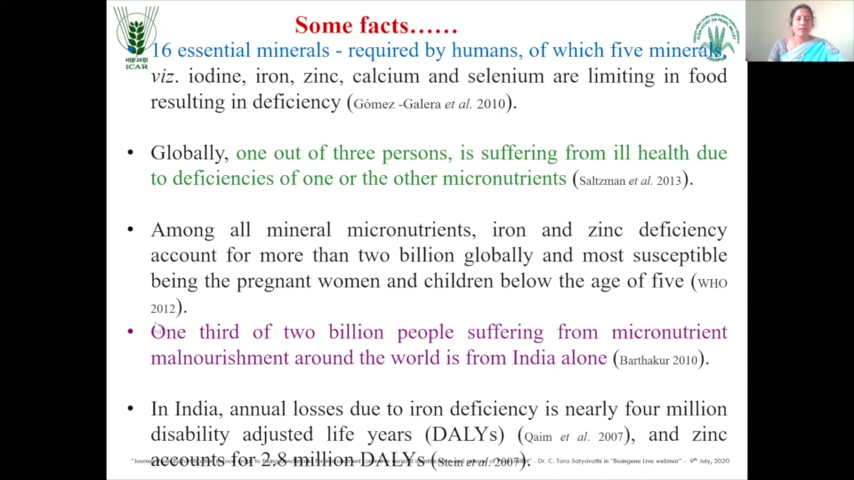 Some facts……
16 essential minerals - required by humans, of which five minerals,
viz. iodine, iron, zinc, calcium and selenium are limiting in food
resulting in deficiency (Gómez -Galera et al. 2010).
• Globally, one out of three persons, is suffering from ill health due
to deficiencies of one or the other micronutrients (Saltzman et al. 2013).
• Among all mineral micronutrients, iron and zinc deficiency
account for more than two billion globally and most susceptible
being the pregnant women and children below the age of five (WHO
2012).
• One third of two billion people suffering from micronutrient
malnourishment around the world is from India alone (Barthakur 2010).
• In India, annual losses due to iron deficiency is nearly four million
disability adjusted life years (DALYs) (Qaim et al. 2007), and zinc
accounts for 2.8 million DALYs (Stein et al. 2007).
- Dr. C. Tara Satyavathi in "Bioingene Live webinar" - 9th July, 2020
ICAR